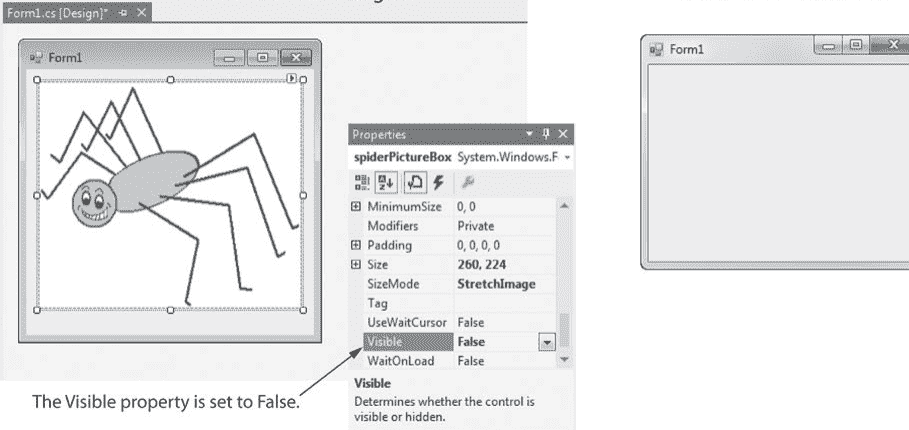 Form1.cs [Design]*
Form1
Form1
Properties
spiderPictureBox System.Windows.F
MinimumSize 0, 0
Modifiers Private
Padding 0, 0, 0, 0
Size 260, 224
SizeMode StretchImage
Tag
UseWaitCursor False
Visible False
WaitOnLoad False
Visible
Determines whether the control is
visible or hidden.
The Visible property is set to False.